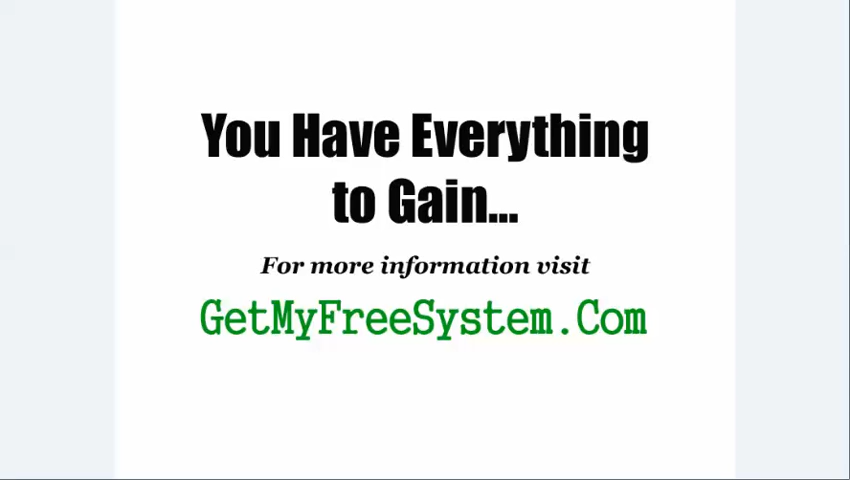 You Have Everything
to Gain...
For more information visit
GetMyFreeSystem.Com